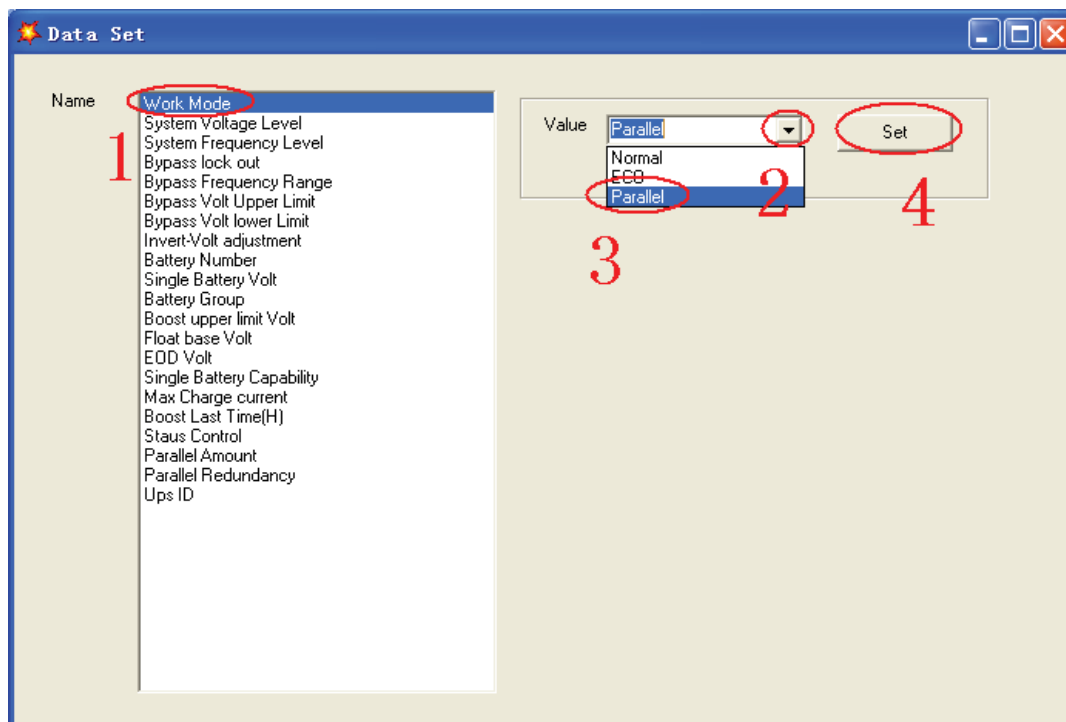 Data Set
Name
Work Mode
System Voltage Level
System Frequency Level
Bypass lock out
Bypass Frequency Range
Bypass Volt Upper Limit
Bypass Volt lower Limit
Invert-Volt adjustment
Battery Number
Single Battery Volt
Battery Group
Boost upper limit Volt
Float base Volt
EOD Volt
Single Battery Capability
Max Charge current
Boost Last Time(H)
Staus Control
Parallel Amount
Parallel Redundancy
Ups ID
1
Value
Parallel
Normal
ECO
Parallel
Set
2
3
4